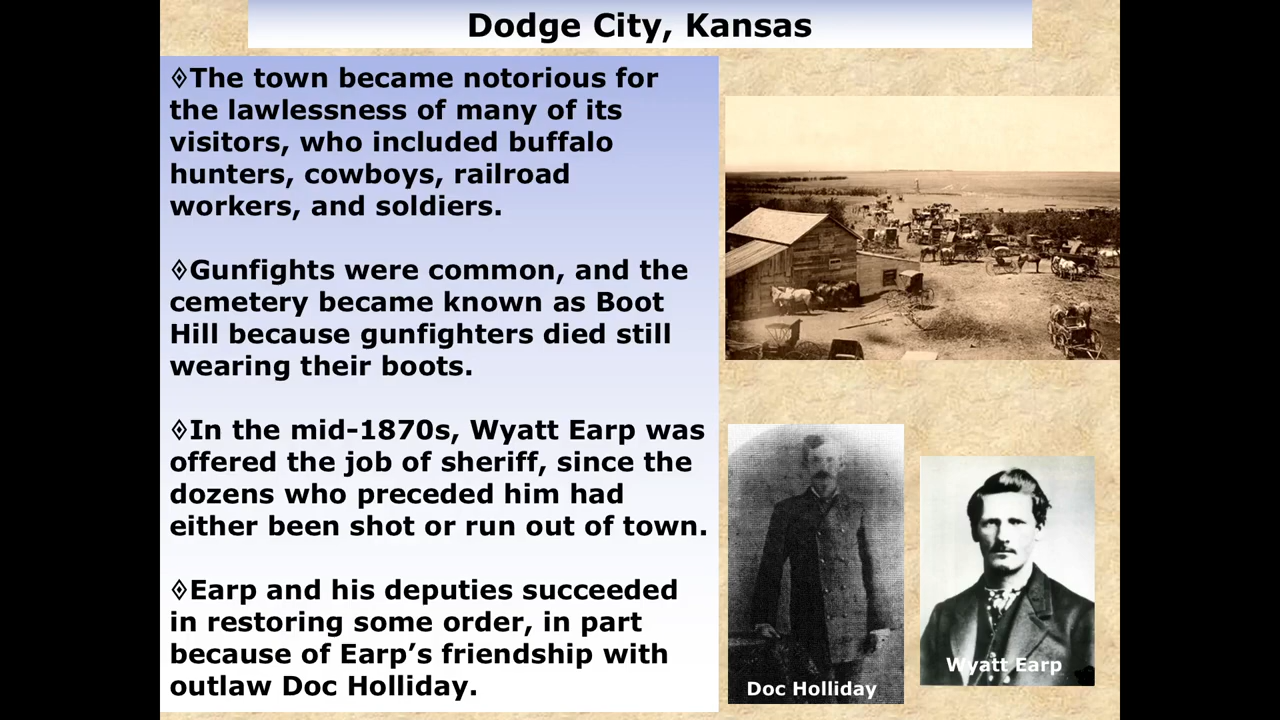 Dodge City, Kansas
◊The town became notorious for
the lawlessness of many of its
visitors, who included buffalo
hunters, cowboys, railroad
workers, and soldiers.
◊Gunfights were common, and the
cemetery became known as Boot
Hill because gunfighters died still
wearing their boots.
◊In the mid-1870s, Wyatt Earp was
offered the job of sheriff, since the
dozens who preceded him had
either been shot or run out of town.
◊Earp and his deputies succeeded
in restoring some order, in part
because of Earp’s friendship with
outlaw Doc Holliday.
Doc Holliday
Wyatt Earp